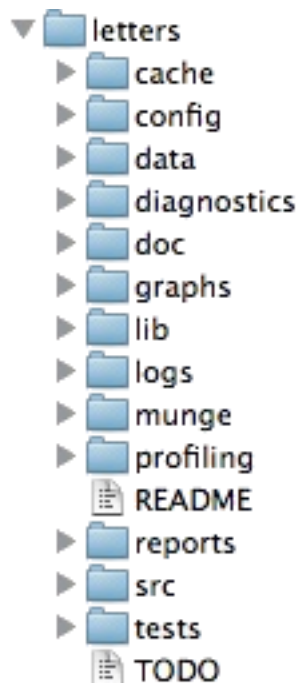 letters
cache
config
data
diagnostics
doc
graphs
lib
logs
munge
profiling
README
reports
src
tests
TODO